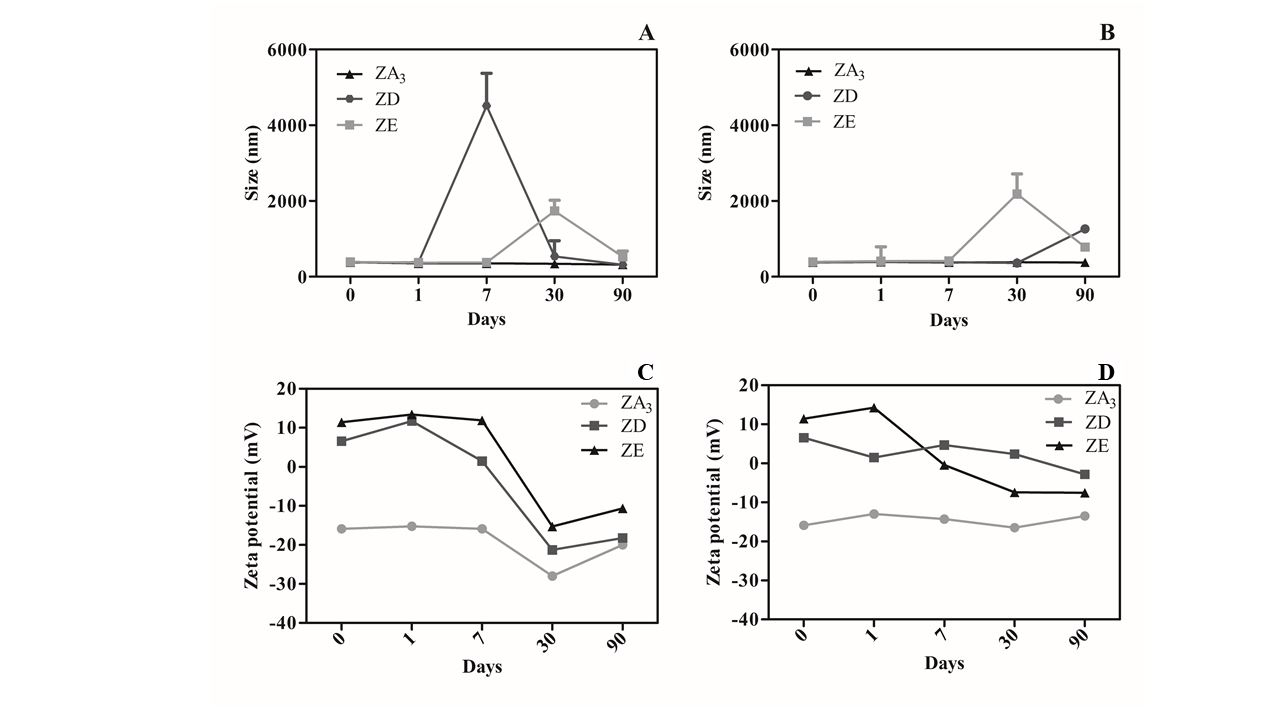 A
6000
4000
2000
0
Size (nm)
ZA3
ZD
ZE
0 1 7 30 90
Days
B
6000
4000
2000
0
Size (nm)
ZA3
ZD
ZE
0 1 7 30 90
Days
C
20
10
0
-10
-20
-30
-40
Zeta potential (mV)
ZA3
ZD
ZE
0 1 7 30 90
Days
D
20
10
0
-10
-20
-30
-40
Zeta potential (mV)
ZA3
ZD
ZE
0 1 7 30 90
Days